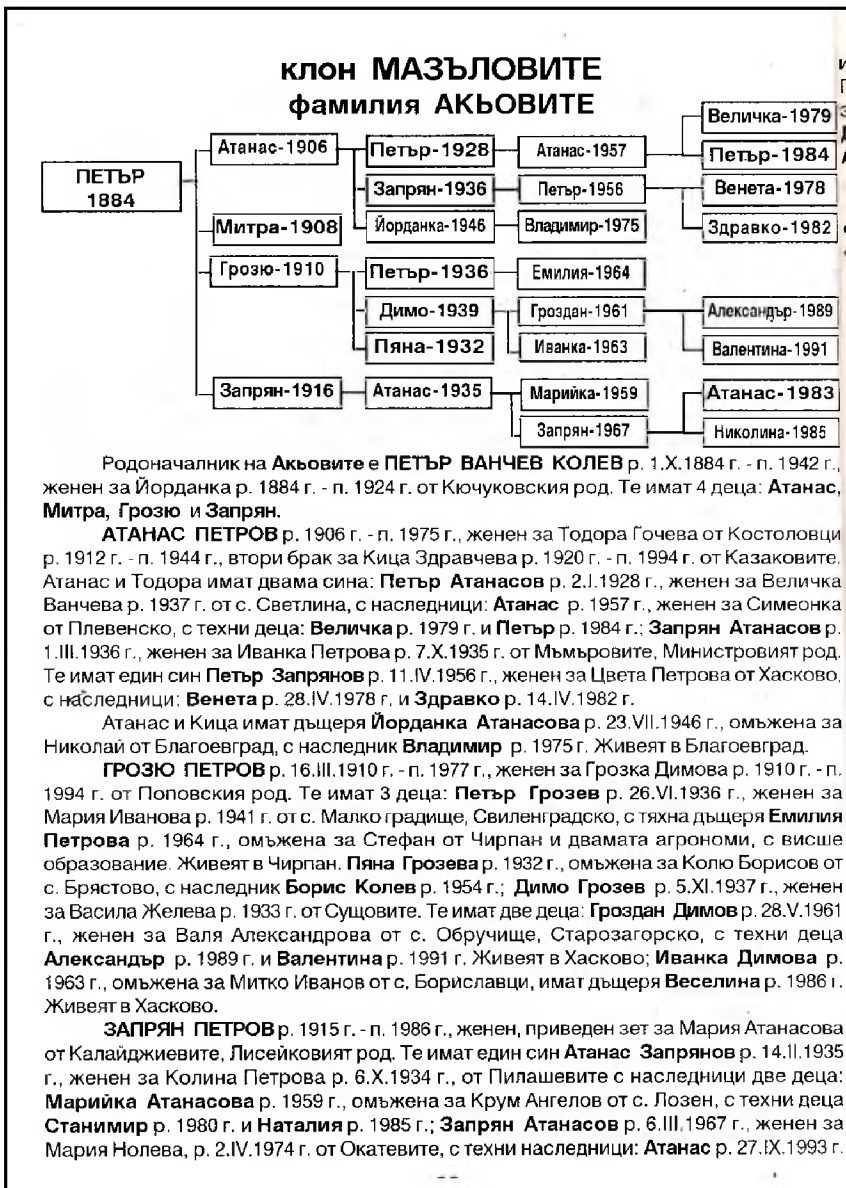 клон МАЗЪЛОВИТЕ
фамилия АКЬОВИТЕ
ПЕТЪР
1884
Атанас-1906
Петър-1928
Атанас-1957
Величка-1979
Петър-1984
Запрян-1936
Петър-1956
Венета-1978
Здравко-1982
Йорданка-1946
Владимир-1975
Митра-1908
Грозю-1910
Петър-1936
Емилия-1964
Димо-1939
Гроздан-1961
Александър-1989
Валентина-1991
Иванка-1963
Пяна-1932
Запрян-1916
Атанас-1935
Марийка-1959
Запрян-1967
Атанас-1983
Николина-1985
Родоначалник на Акьовите е ПЕТЪР ВАНЧЕВ КОЛЕВ р. 1.X.1884 г. - п. 1942 г.,
женен за Йорданка р. 1884 г. - п. 1924 г. от Кючуковския род. Те имат 4 деца: Атанас,
Митра, Грозю и Запрян.
АТАНАС ПЕТРОВ р. 1906 г. - п. 1975 г., женен за Тодора Гочева от Костоловци
р. 1912 г. - п. 1944 г., втори брак за Кица Здравчева р. 1920 г. - п. 1994 г. от Казаковите.
Атанас и Тодора имат двама сина: Петър Атанасов р. 2.I.1928 г., женен за Величка
Ванчева р. 1937 г. от с. Светлина, с наследници: Атанас р. 1957 г., женен за Симеонка
от Плевенско, с техни деца: Величка р. 1979 г. и Петър р. 1984 г.; Запрян Атанасов р.
1.III.1936 г., женен за Иванка Петрова р. 7.X.1935 г. от Мъмъровите, Министровият род.
Те имат един син Петър Запрянов р. 11.IV.1956 г., женен за Цвета Петрова от Хасково,
с наследници: Венета р. 28.IV.1978 г, и Здравко р. 14.IV.1982 г.
Атанас и Кица имат дъщеря Йорданка Атанасова р. 23.VII.1946 г., омъжена за
Николай от Благоевград, с наследник Владимир р. 1975 г. Живеят в Благоевград.
ГРОЗЮ ПЕТРОВ р. 16.III.1910 г. - п. 1977 г., женен за Грозка Димова р. 1910 г. - п.
1994 г. от Поповския род. Те имат 3 деца: Петър Грозев р. 26.VI.1936 г., женен за
Мария Иванова р. 1941 г. от с. Малко градище, Свиленградско, с тяхна дъщеря Емилия
Петрова р. 1964 г., омъжена за Стефан от Чирпан и двамата агрономи, с висше
образование. Живеят в Чирпан. Пяна Грозева р. 1932 г., омъжена за Колю Борисов от
с. Брястово, с наследник Борис Колев р. 1954 г.; Димо Грозев р. 5.XI.1937 г., женен
за Васила Желева р. 1933 г. от Сущовите. Те имат две деца: Гроздан Димов р. 28.V.1961
г., женен за Валя Александрова от с. Обручище, Старозагорско, с техни деца
Александър р. 1989 г. и Валентина р. 1991 г. Живеят в Хасково; Иванка Димова р.
1963 г., омъжена за Митко Иванов от с. Бориславци, имат дъщеря Веселина р. 1986 г.
Живеят в Хасково.
ЗАПРЯН ПЕТРОВ р. 1915 г. - п. 1986 г., женен, приведен зет за Мария Атанасова
от Калайджиевите, Лисейковият род. Те имат един син Атанас Запрянов р. 14.II.1935
г., женен за Колина Петрова р. 6.X.1934 г., от Пилашевите с наследници две деца:
Марийка Атанасова р. 1959 г., омъжена за Крум Ангелов от с. Лозен, с техни деца
Станимир р. 1980 г. и Наталия р. 1985 г.; Запрян Атанасов р. 6.III.1967 г., женен за
Мария Нолева, р. 2.IV.1974 г. от Окатевите, с техни наследници: Атанас р. 27.IX.1993 г.